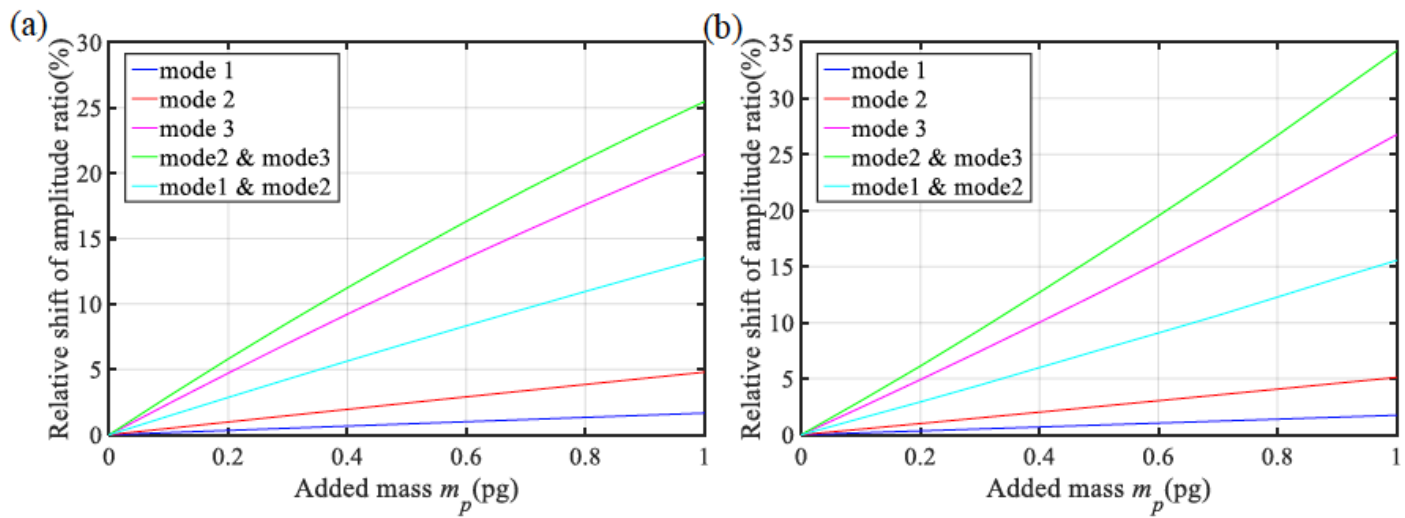 (a)
Relative shift of amplitude ratio(%)
30
25
20
15
10
5
0
mode 1
mode 2
mode 3
mode2 & mode3
mode1 & mode2
0 0.2 0.4 0.6 0.8 1
Added mass mp(pg)
(b)
Relative shift of amplitude ratio(%)
35
30
25
20
15
10
5
0
mode 1
mode 2
mode 3
mode2 & mode3
mode1 & mode2
0 0.2 0.4 0.6 0.8 1
Added mass mp(pg)